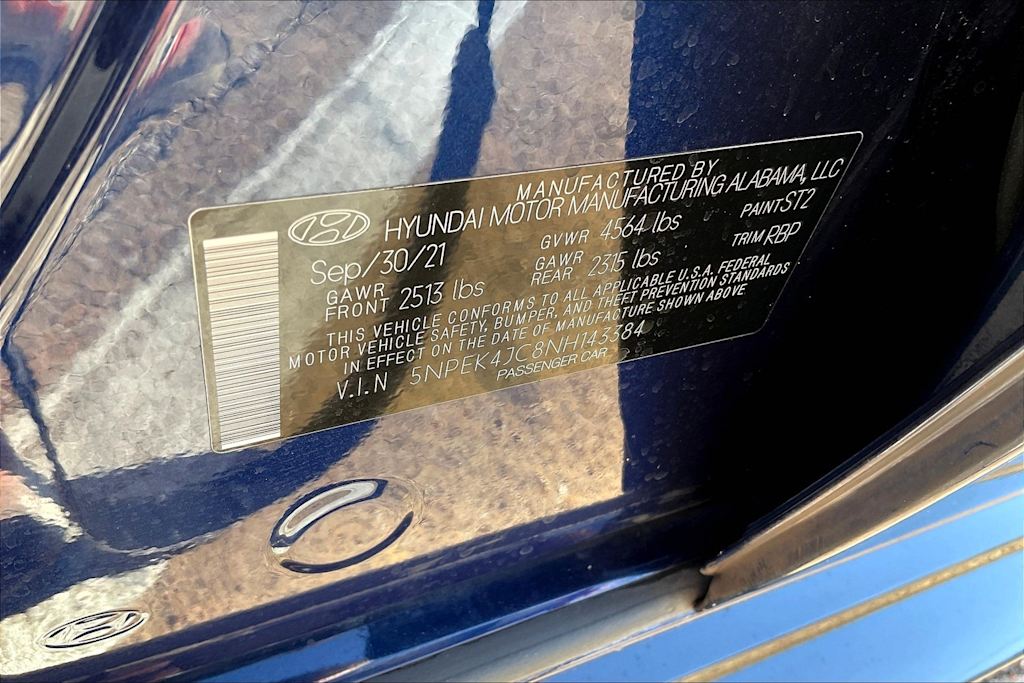 MANUFACTURED BY
HYUNDAI MOTOR MANUFACTURING ALABAMA, LLC
Sep/30/21 GVWR 4564 lbs PAINT ST2
GAWR FRONT 2513 lbs GAWR REAR 2315 lbs TRIM RBP
THIS VEHICLE CONFORMS TO ALL APPLICABLE U.S.A. FEDERAL
MOTOR VEHICLE SAFETY, BUMPER, AND THEFT PREVENTION STANDARDS
IN EFFECT ON THE DATE OF MANUFACTURE SHOWN ABOVE
V.I.N 5NPEK4JC8NH143384
PASSENGER CAR